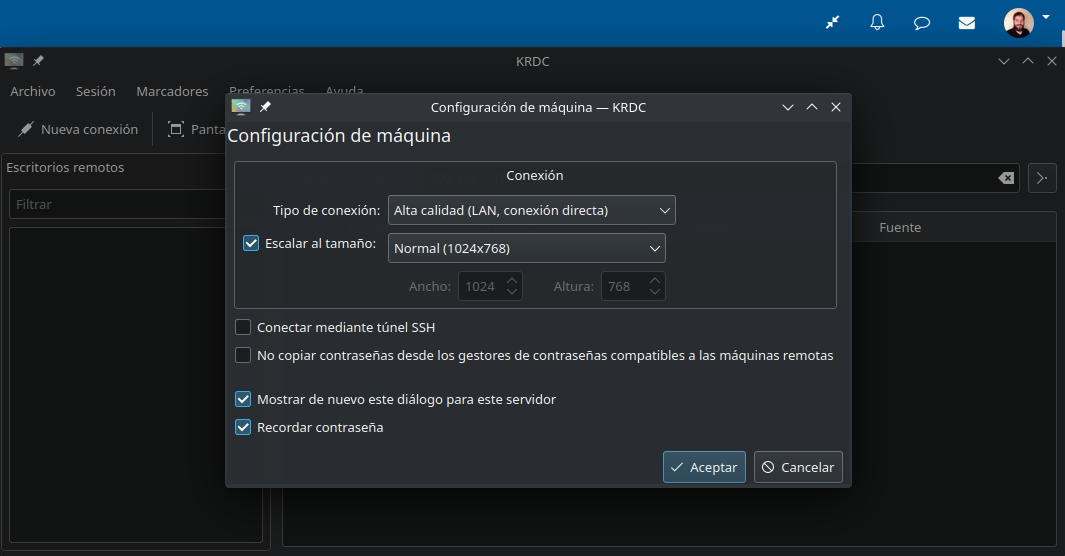 KRDC
Archivo Sesión Marcadores Preferencias Ayuda
Nueva conexión Panta
Escritorios remotos
Filtrar
Fuente
Configuración de máquina — KRDC
Configuración de máquina
Conexión
Tipo de conexión: Alta calidad (LAN, conexión directa)
Escalar al tamaño: Normal (1024x768)
Ancho: 1024 Altura: 768
Conectar mediante túnel SSH
No copiar contraseñas desde los gestores de contraseñas compatibles a las máquinas remotas
Mostrar de nuevo este diálogo para este servidor
Recordar contraseña
Aceptar Cancelar